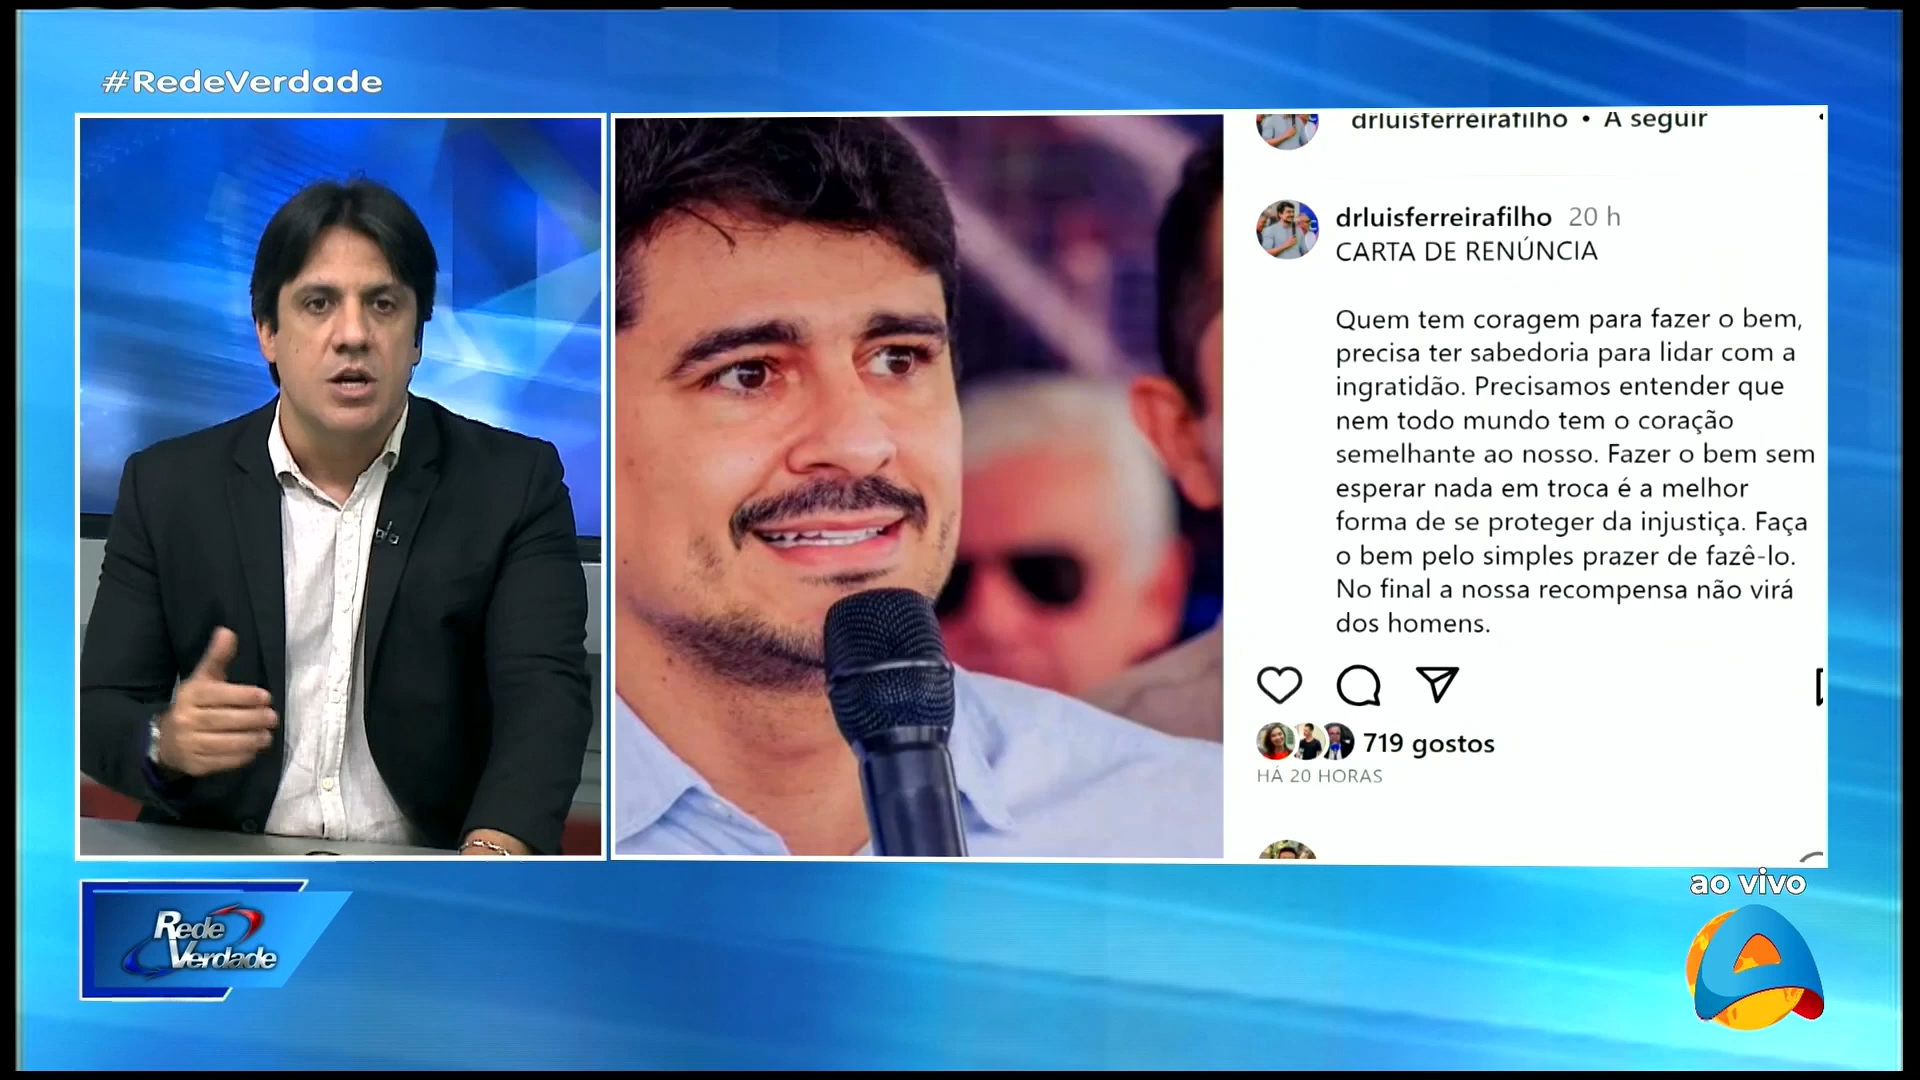 #RedeVerdade
drluisferreirafilho • A seguir
drluisferreirafilho 20 h
CARTA DE RENÚNCIA
Quem tem coragem para fazer o bem,
precisa ter sabedoria para lidar com a
ingratidão. Precisamos entender que
nem todo mundo tem o coração
semelhante ao nosso. Fazer o bem sem
esperar nada em troca é a melhor
forma de se proteger da injustiça. Faça
o bem pelo simples prazer de fazê-lo.
No final a nossa recompensa não virá
dos homens.
719 gostos
HÁ 20 HORAS
ao vivo
Rede
Verdade